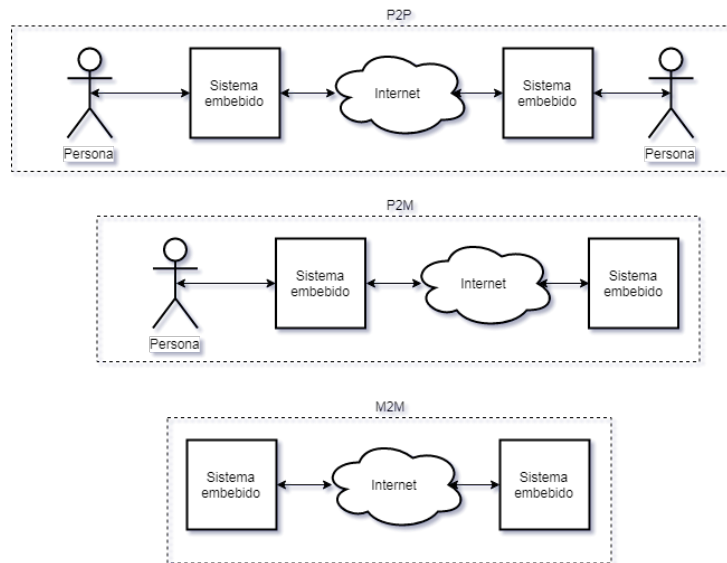 P2P
Sistema
embebido
Internet
Sistema
embebido
Persona
Persona
P2M
Sistema
embebido
Internet
Sistema
embebido
Persona
M2M
Sistema
embebido
Internet
Sistema
embebido